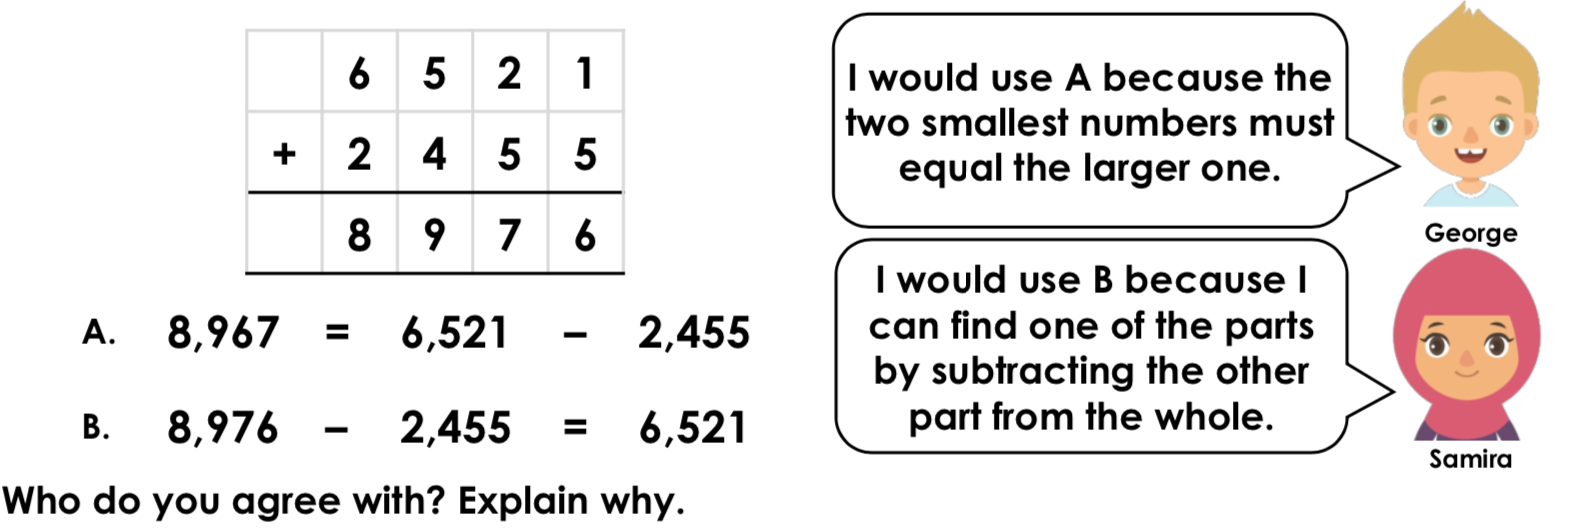 6 5 2 1
+ 2 4 5 5
8 9 7 6
A. 8,967 = 6,521 – 2,455
B. 8,976 – 2,455 = 6,521
Who do you agree with? Explain why.
I would use A because the
two smallest numbers must
equal the larger one.
George
I would use B because I
can find one of the parts
by subtracting the other
part from the whole.
Samira